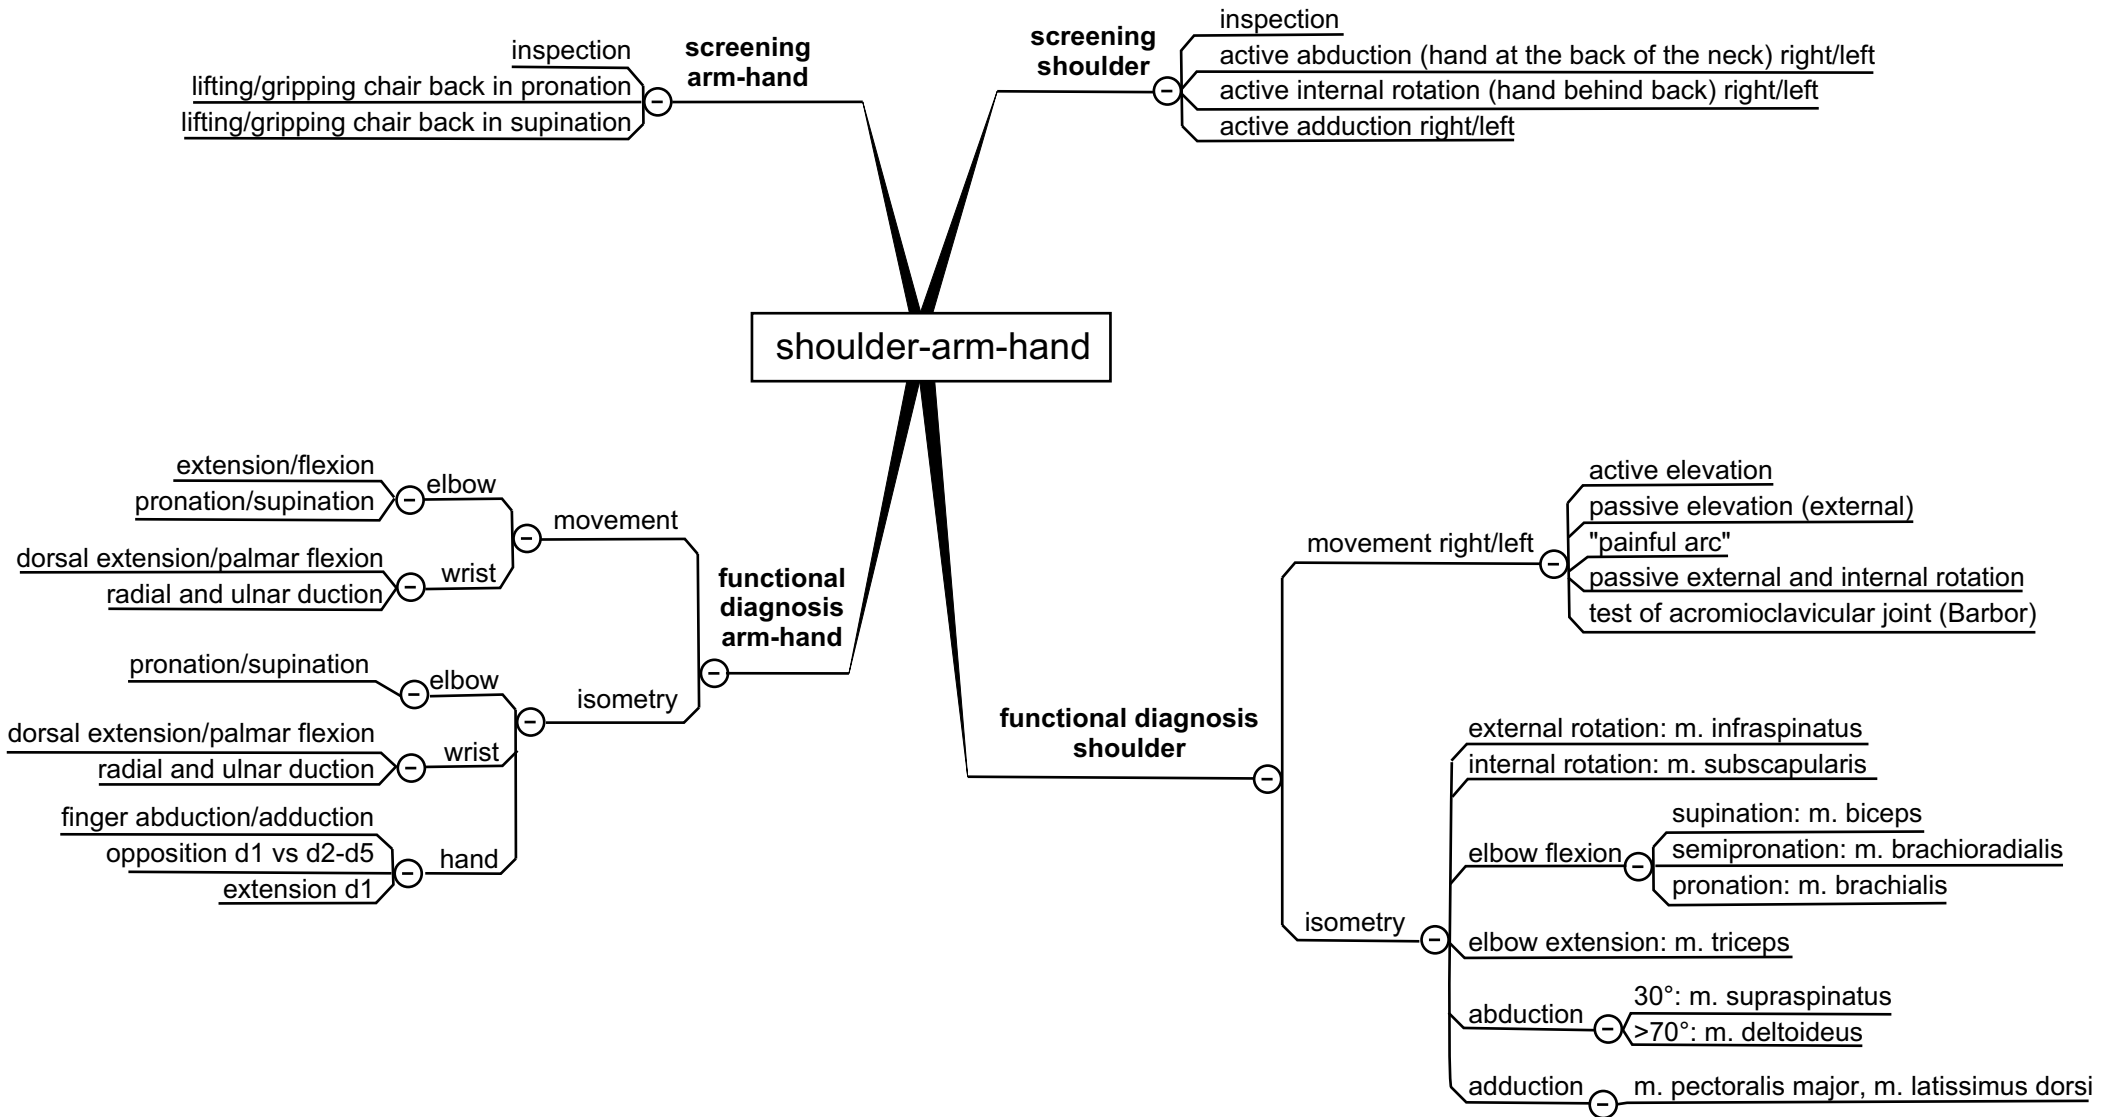 shoulder-arm-hand
screening
arm-hand
inspection
lifting/gripping chair back in pronation
lifting/gripping chair back in supination
screening
shoulder
inspection
active abduction (hand at the back of the neck) right/left
active internal rotation (hand behind back) right/left
active adduction right/left
functional
diagnosis
arm-hand
movement
elbow
extension/flexion
pronation/supination
wrist
dorsal extension/palmar flexion
radial and ulnar duction
isometry
elbow
pronation/supination
wrist
dorsal extension/palmar flexion
radial and ulnar duction
hand
finger abduction/adduction
opposition d1 vs d2-d5
extension d1
functional diagnosis
shoulder
movement right/left
active elevation
passive elevation (external)
"painful arc"
passive external and internal rotation
test of acromioclavicular joint (Barbor)
isometry
external rotation: m. infraspinatus
internal rotation: m. subscapularis
elbow flexion
supination: m. biceps
semipronation: m. brachioradialis
pronation: m. brachialis
elbow extension: m. triceps
abduction
30°: m. supraspinatus
>70°: m. deltoideus
adduction
m. pectoralis major, m. latissimus dorsi